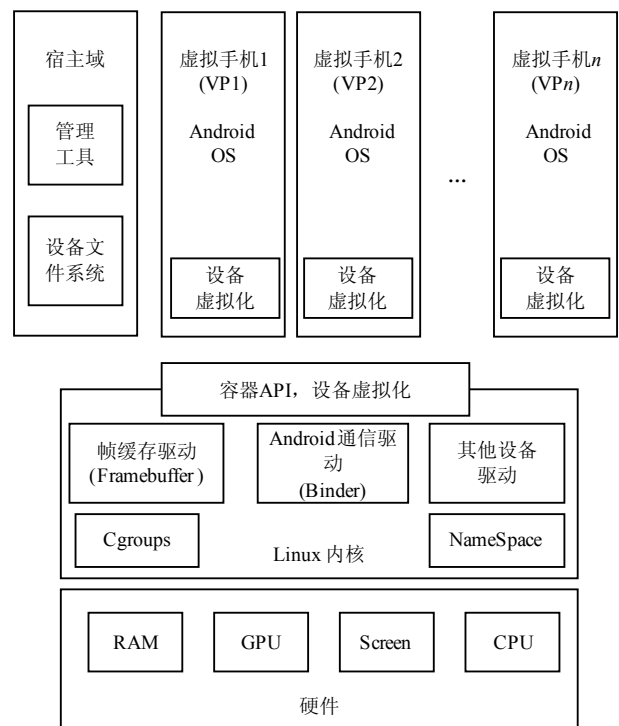 宿主域
管理
工具
设备文
件系统
虚拟手机1
(VP1)
Android
OS
设备
虚拟化
虚拟手机2
(VP2)
Android
OS
设备
虚拟化
...
虚拟手机n
(VPn)
Android
OS
设备
虚拟化
容器API，设备虚拟化
帧缓存驱动
(Framebuffer)
Android通信驱
动
(Binder)
其他设备
驱动
Cgroups
Linux 内核
NameSpace
RAM
GPU
Screen
CPU
硬件